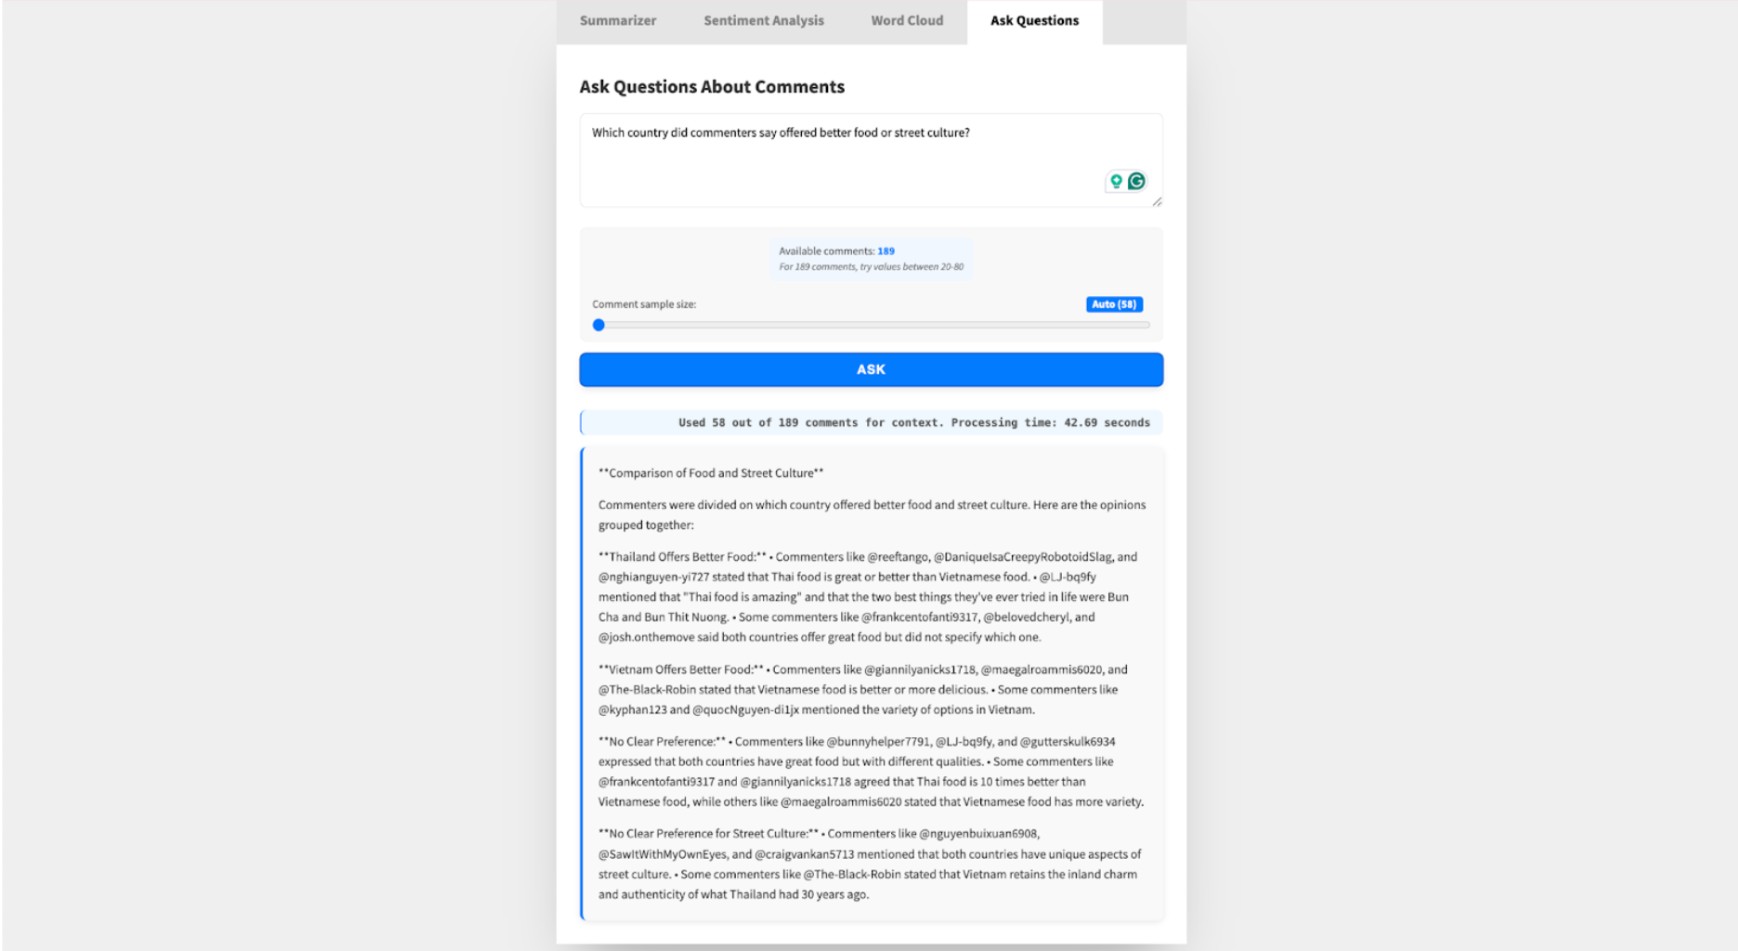 Summarizer Sentiment Analysis Word Cloud Ask Questions
Ask Questions About Comments
Which country did commenters say offered better food or street culture?
Available comments: 189
For 189 comments, try values between 20-80
Comment sample size: Auto (58)
ASK
Used 58 out of 189 comments for context. Processing time: 42.69 seconds
**Comparison of Food and Street Culture**
Commenters were divided on which country offered better food and street culture. Here are the opinions
grouped together:
**Thailand Offers Better Food:** • Commenters like @reeftango, @DaniqueIsaCreepyRobotoidSlag, and
@nghianguyen-yi727 stated that Thai food is great or better than Vietnamese food. • @LJ-bq9fy
mentioned that "Thai food is amazing" and that the two best things they've ever tried in life were Bun
Cha and Bun Thit Nuong. • Some commenters like @frankcentofanti9317, @belovedcheryl, and
@josh.onthemove said both countries offer great food but did not specify which one.
**Vietnam Offers Better Food:** • Commenters like @giannilyanicks1718, @maegalroammis6020, and
@The-Black-Robin stated that Vietnamese food is better or more delicious. • Some commenters like
@kyphan123 and @quocNguyen-di1jx mentioned the variety of options in Vietnam.
**No Clear Preference:** • Commenters like @bunnyhelper7791, @LJ-bq9fy, and @gutterskulk6934
expressed that both countries have great food but with different qualities. • Some commenters like
@frankcentofanti9317 and @giannilyanicks1718 agreed that Thai food is 10 times better than
Vietnamese food, while others like @maegalroammis6020 stated that Vietnamese food has more variety.
**No Clear Preference for Street Culture:** • Commenters like @nguyenbuixuan6908,
@SawItWithMyOwnEyes, and @craigvankan5713 mentioned that both countries have unique aspects of
street culture. • Some commenters like @The-Black-Robin stated that Vietnam retains the inland charm
and authenticity of what Thailand had 30 years ago.